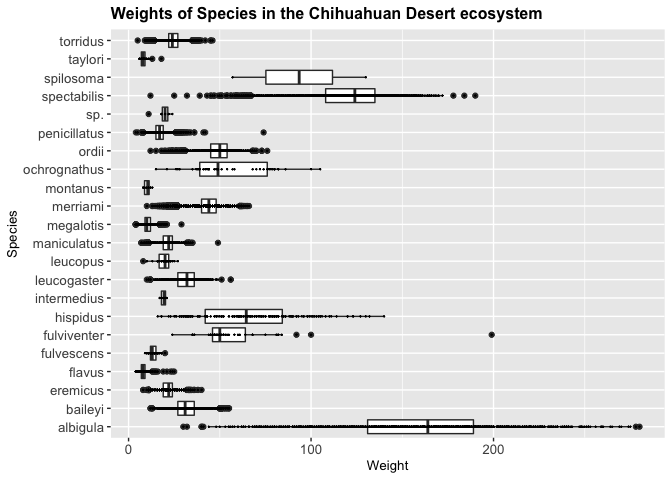 Weights of Species in the Chihuahuan Desert ecosystem
Species
torridus
taylori
spilosoma
spectabilis
sp.
penicillatus
ordii
ochrognathus
montanus
merriami
megalotis
maniculatus
leucopus
leucogaster
intermedius
hispidus
fulviventer
fulvescens
flavus
eremicus
baileyi
albigula
0 100 200
Weight